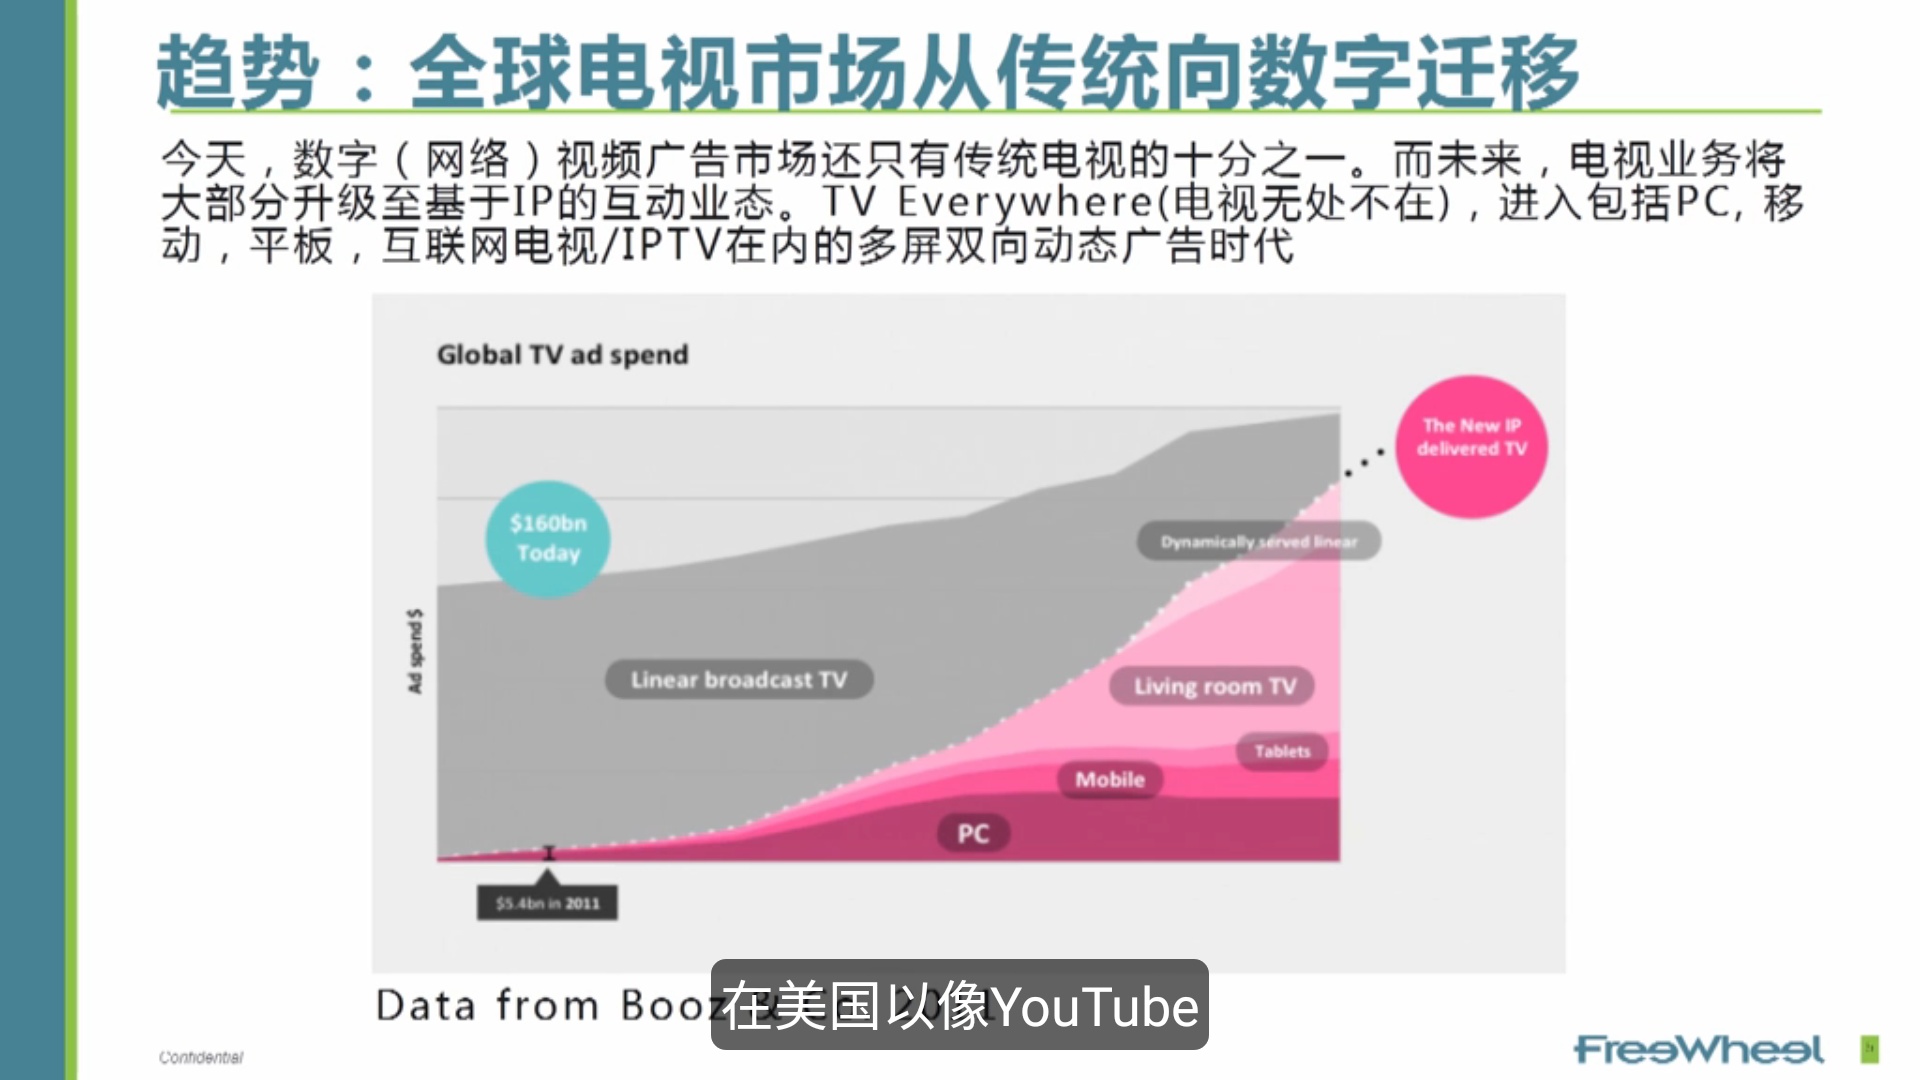 趋势：全球电视市场从传统向数字迁移
今天，数字（网络）视频广告市场还只有传统电视的十分之一。而未来，电视业务将
大部分升级至基于IP的互动业态。TV Everywhere(电视无处不在)，进入包括PC, 移
动，平板，互联网电视/IPTV在内的多屏双向动态广告时代
Global TV ad spend
The New IP
delivered TV
$160bn
Today
Dynamically served linear
Ad spend $
Linear broadcast TV
Living room TV
Tablets
Mobile
PC
$5.4bn in 2011
Data from Booz
在美国以像YouTube
Confidential
FreeWheel